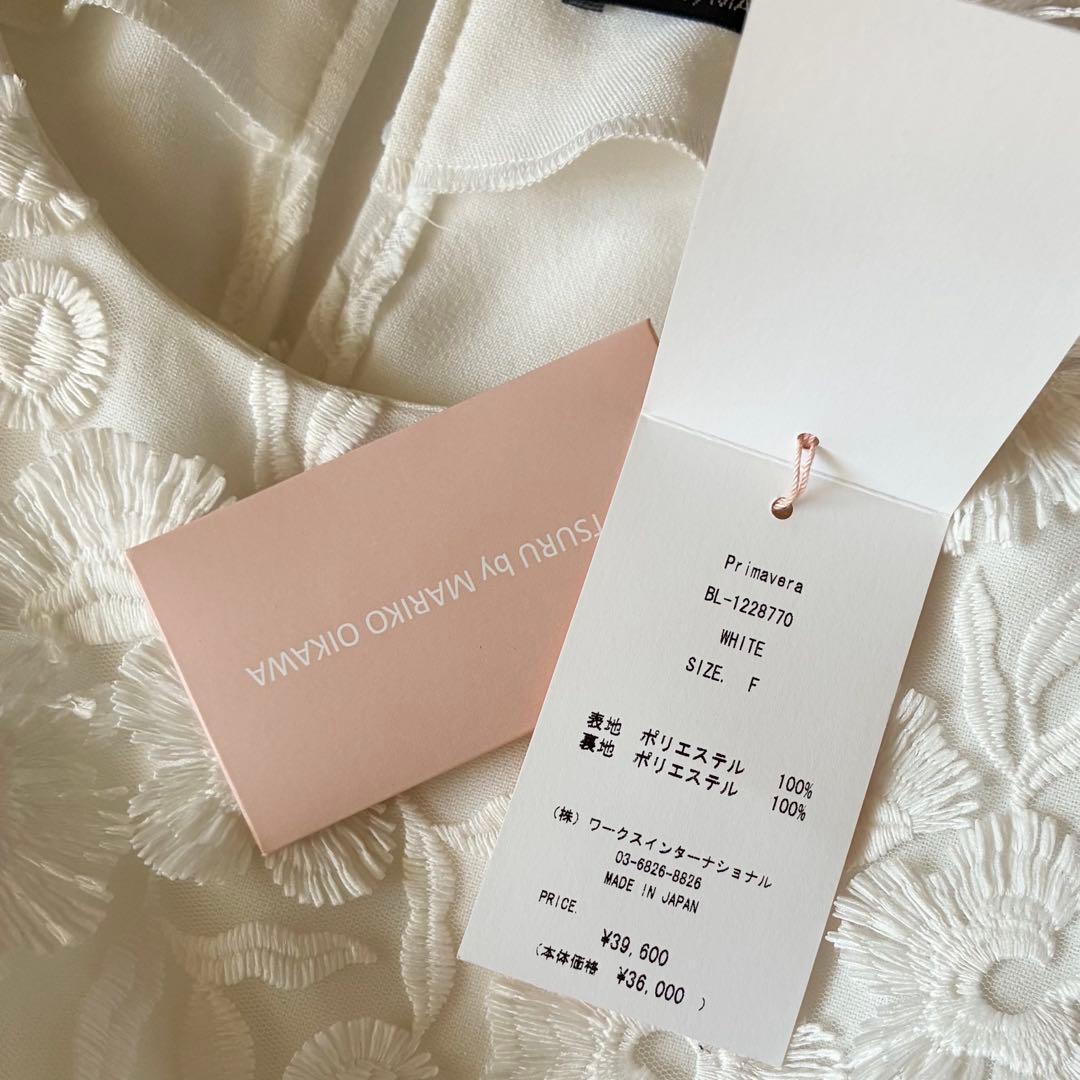 TSURU by MARIKO OIKAWA
Primavera
BL-1228770
WHITE
SIZE. F
表地 ポリエステル 100%
裏地 ポリエステル 100%
(株) ワークスインターナショナル
03-6826-8826
MADE IN JAPAN
PRICE.
¥39,600
(本体価格 ¥36,000 )